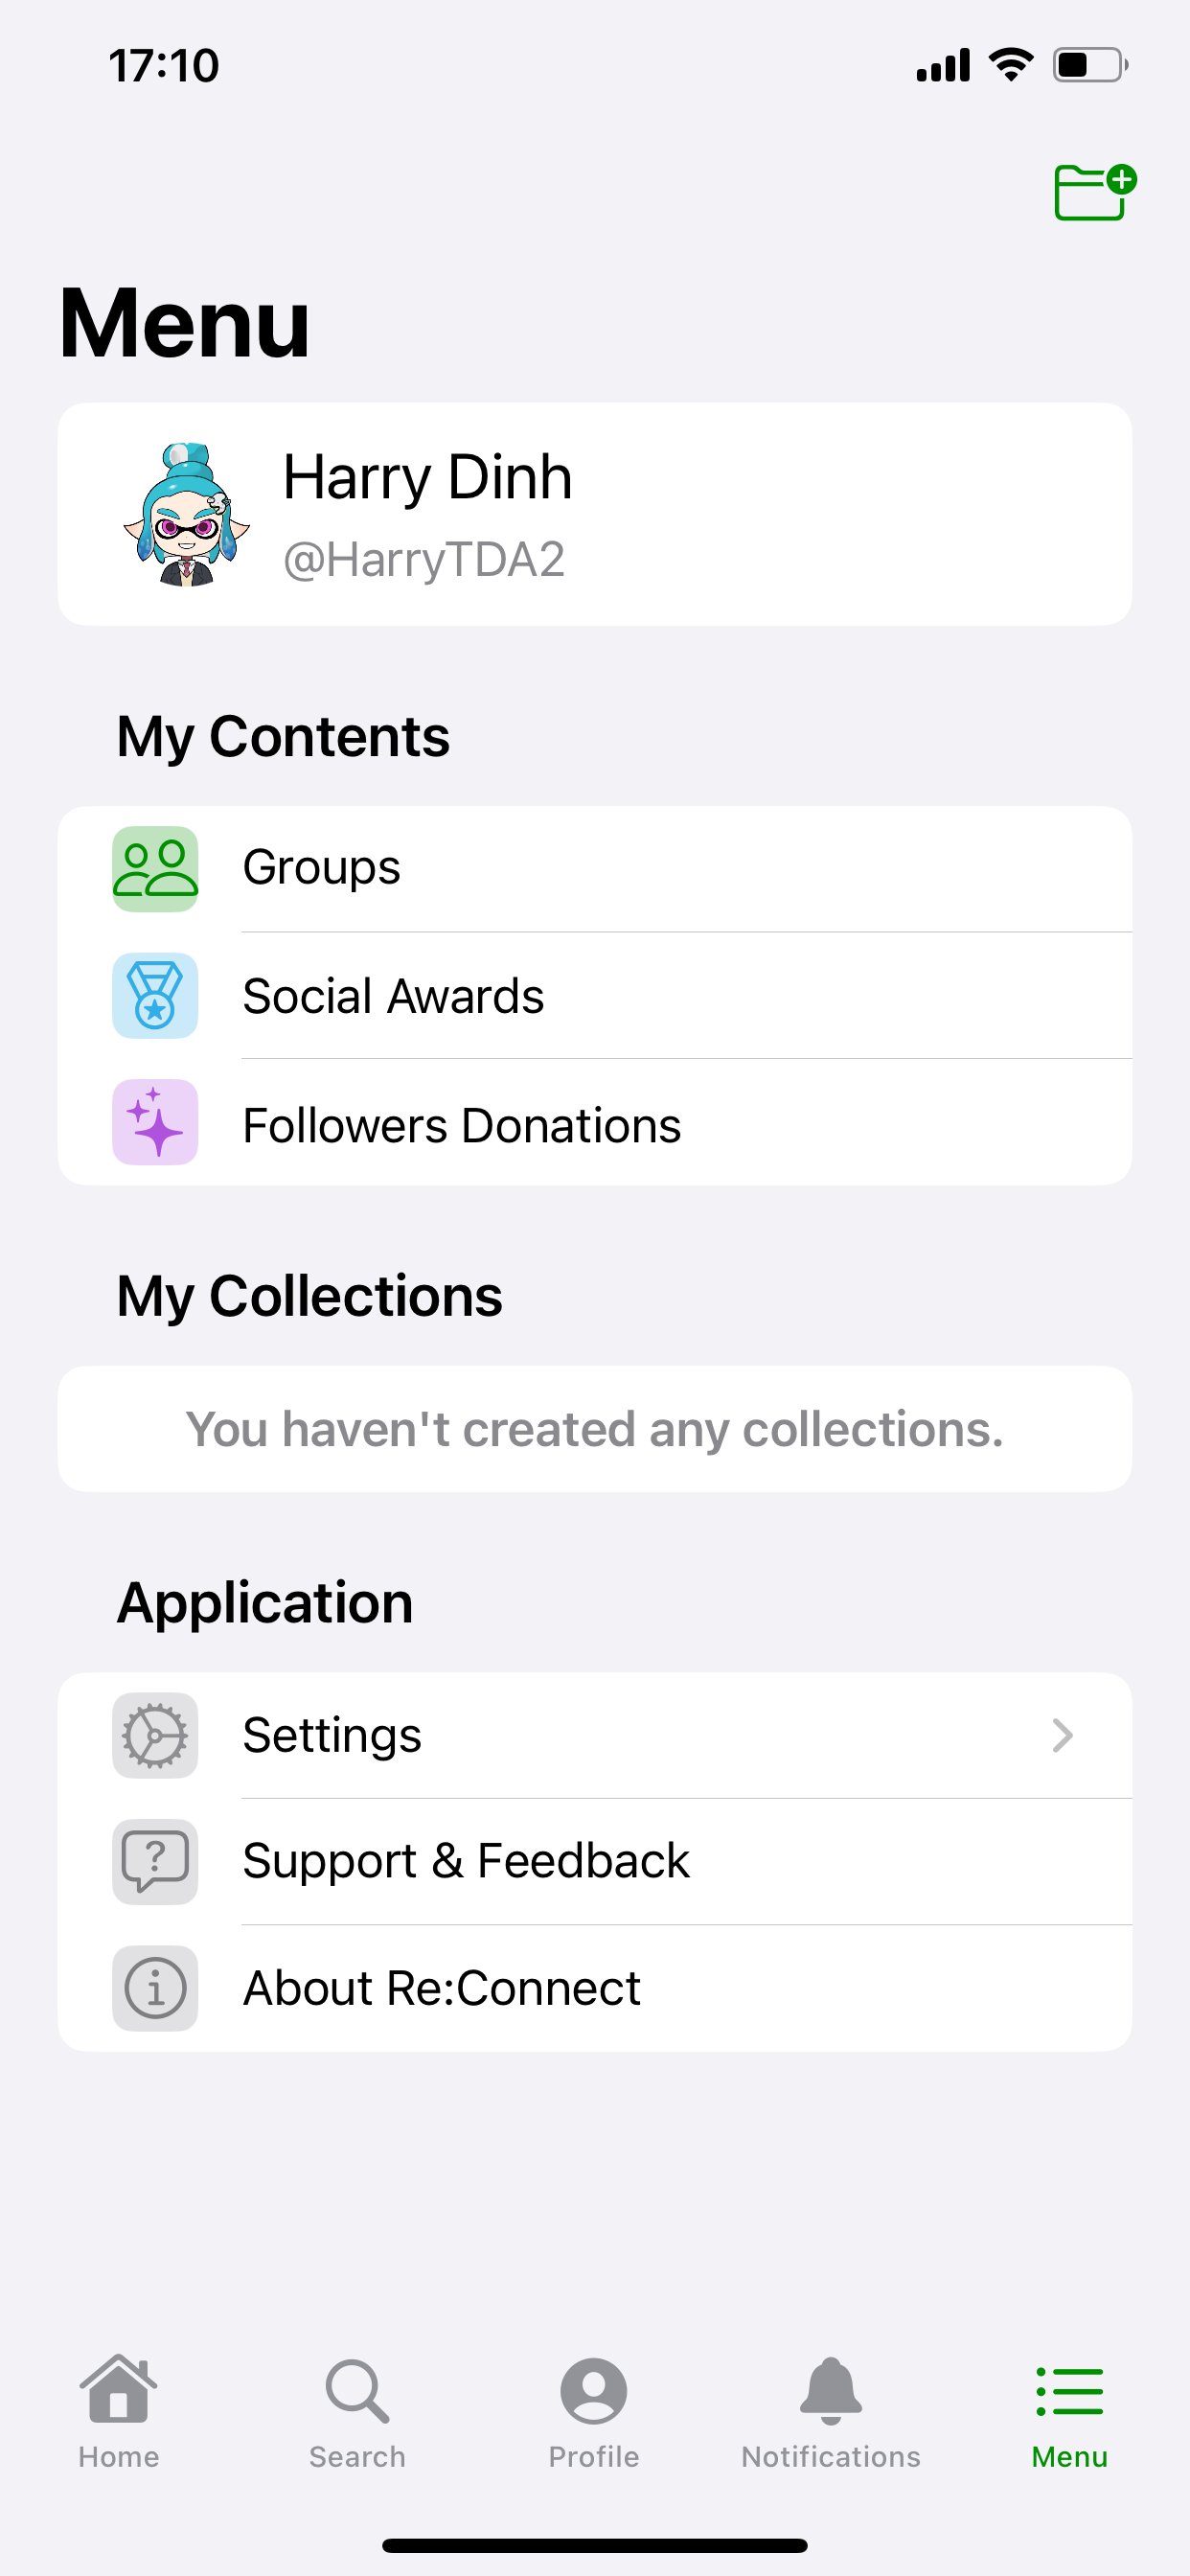 17:10
Menu
Harry Dinh
@HarryTDA2
My Contents
Groups
Social Awards
Followers Donations
My Collections
You haven't created any collections.
Application
Settings
Support & Feedback
About Re:Connect
Home
Search
Profile
Notifications
Menu